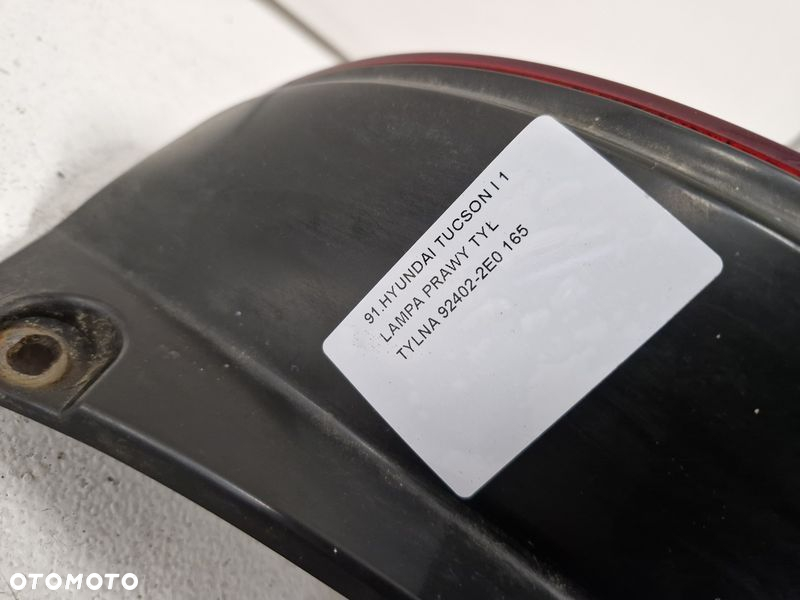 91.HYUNDAI TUCSON I 1
LAMPA PRAWY TYŁ
TYLNA 92402-2E0 165
OTOMOTO